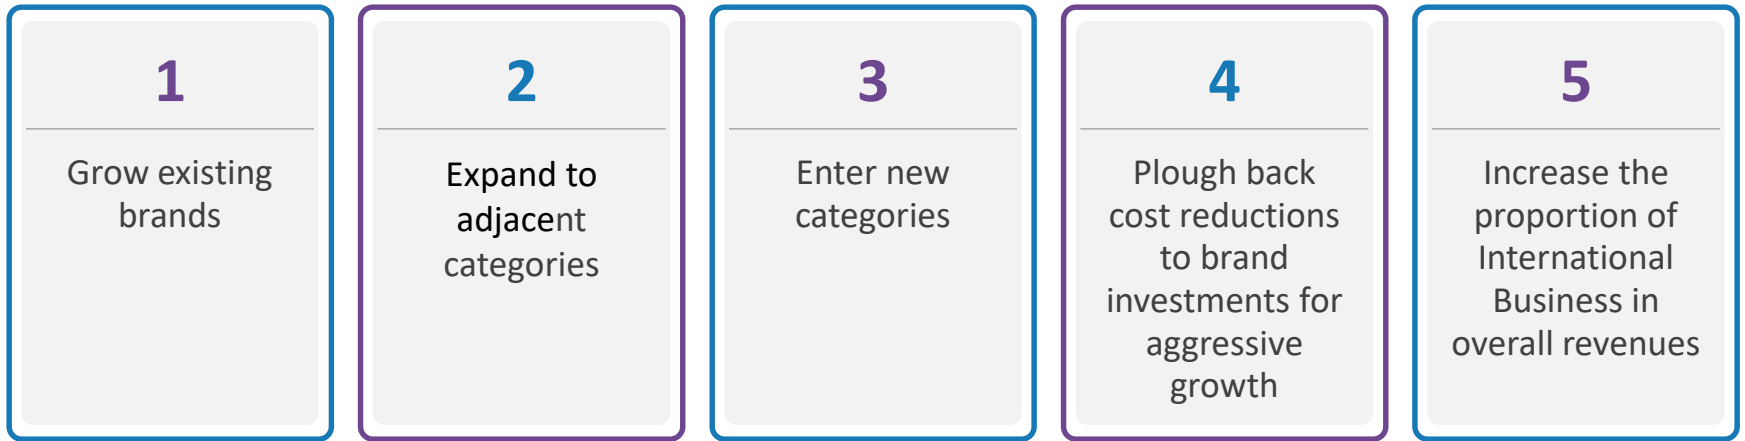 1
Grow existing
brands
2
Expand to
adjacent
categories
3
Enter new
categories
4
Plough back
cost reductions
to brand
investments for
aggressive
growth
5
Increase the
proportion of
International
Business in
overall revenues